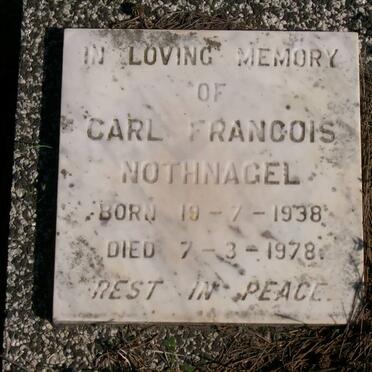 IN LOVING MEMORY
OF
CARL FRANCOIS
NOTHNAGEL
BORN 19-7-1938
DIED 7-3-1978.
REST IN PEACE.